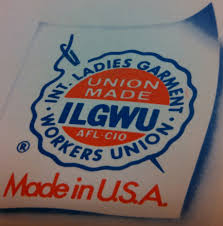 INT. LADIES GARMENT
WORKERS UNION
UNION
MADE
ILGWU
AFL-CIO
®
Made in U.S.A.